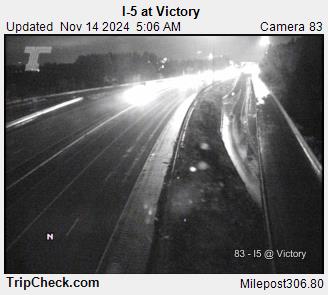 I-5 at Victory
Updated Nov 14 2024 5:06 AM Camera 83
T
N
83 - I5 @ Victory
TripCheck.com Milepost306.80